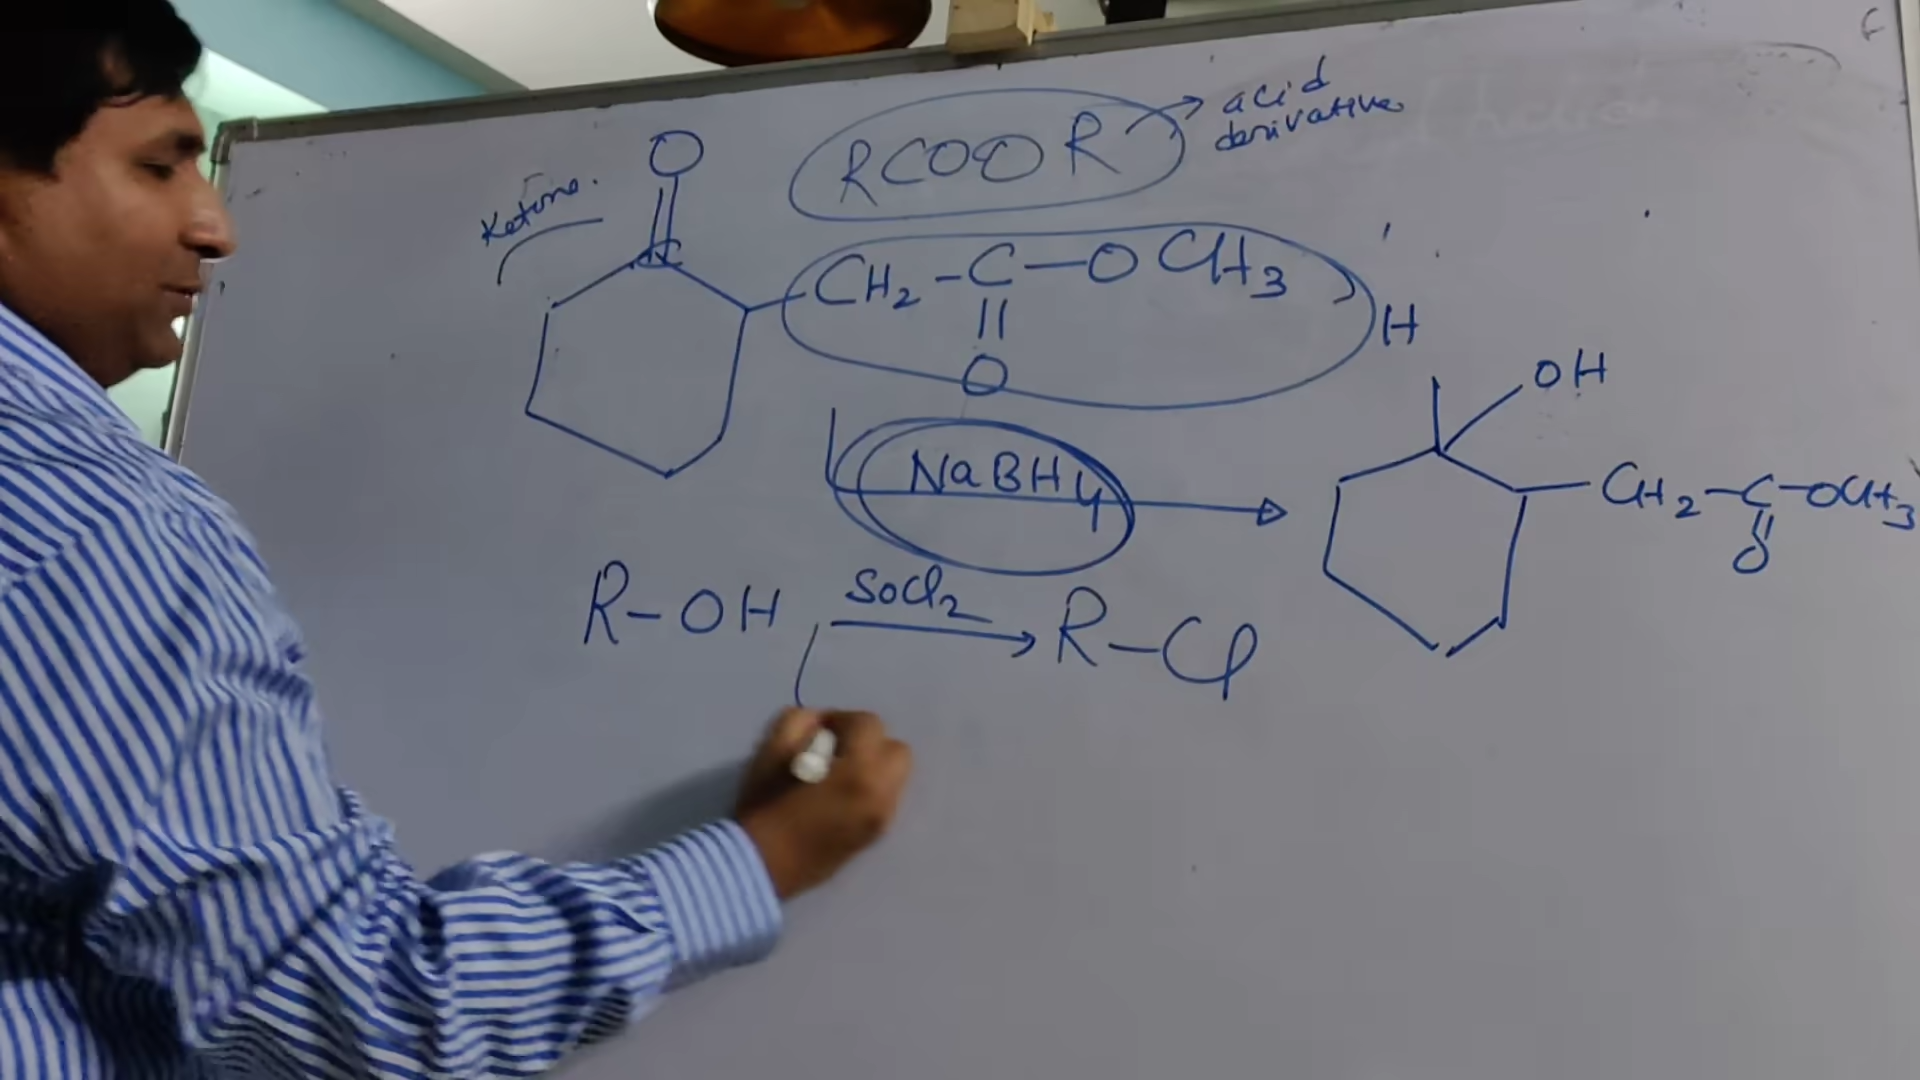 RCOOR → acid
derivative
Ketone.
O
C
CH2-C-OCH3
O
H
OH
NaBH4
CH2-C-OCH3
O
R-OH SOCl2 R-Cl